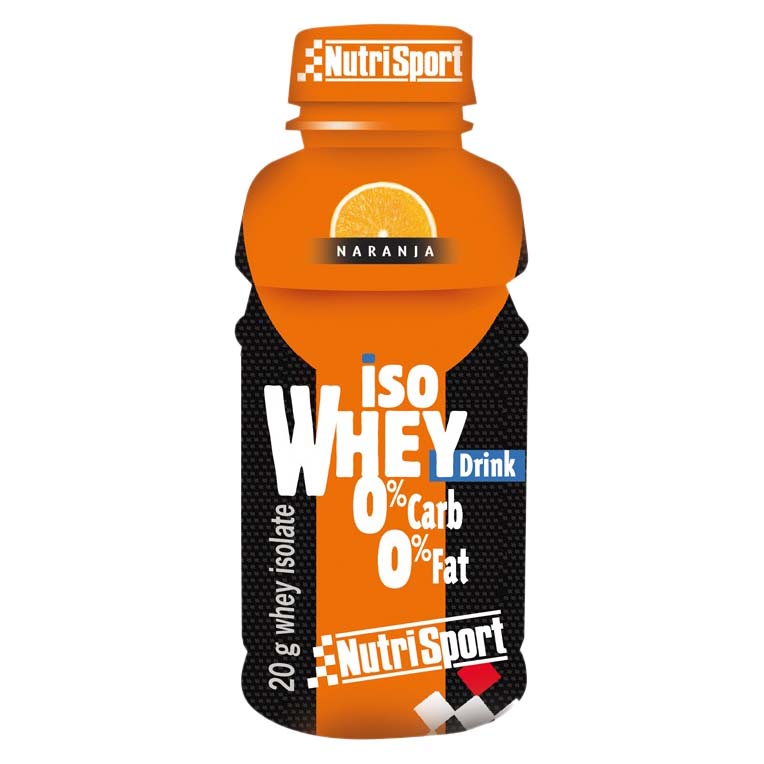 NutriSport
NARANJA
iso
WHEY
Drink
0% Carb
0% Fat
20 g whey isolate
NutriSport